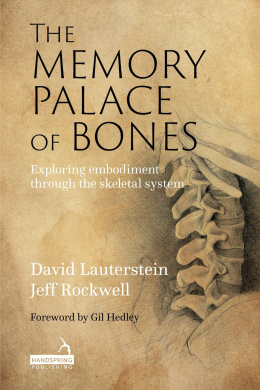 THE
MEMORY
PALACE
OF BONES
Exploring embodiment
through the skeletal system
David Lauterstein
Jeff Rockwell
Foreword by Gil Hedley
HANDSPRING
PUBLISHING